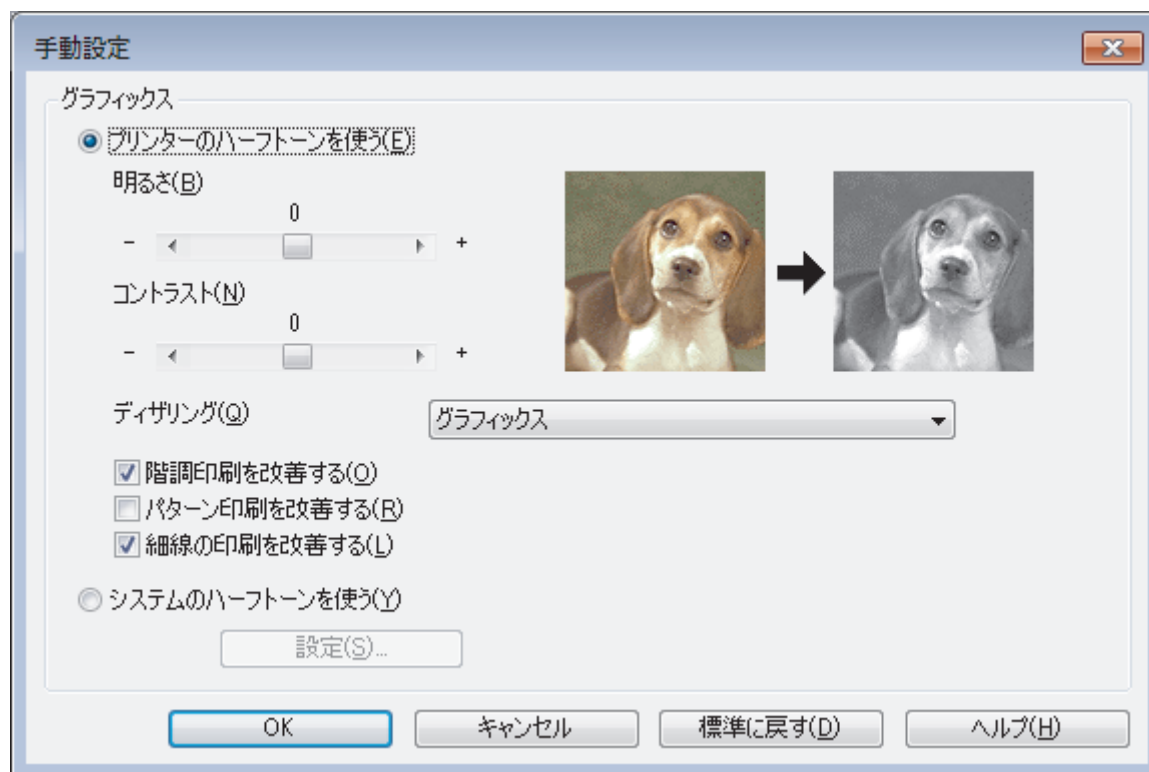 手動設定
グラフィックス
プリンターのハーフトーンを使う(E)
明るさ(B)
0
- +
コントラスト(N)
0
- +
ディザリング(Q) グラフィックス
階調印刷を改善する(O)
パターン印刷を改善する(R)
細線の印刷を改善する(L)
システムのハーフトーンを使う(Y)
設定(S)...
OK キャンセル 標準に戻す(D) ヘルプ(H)